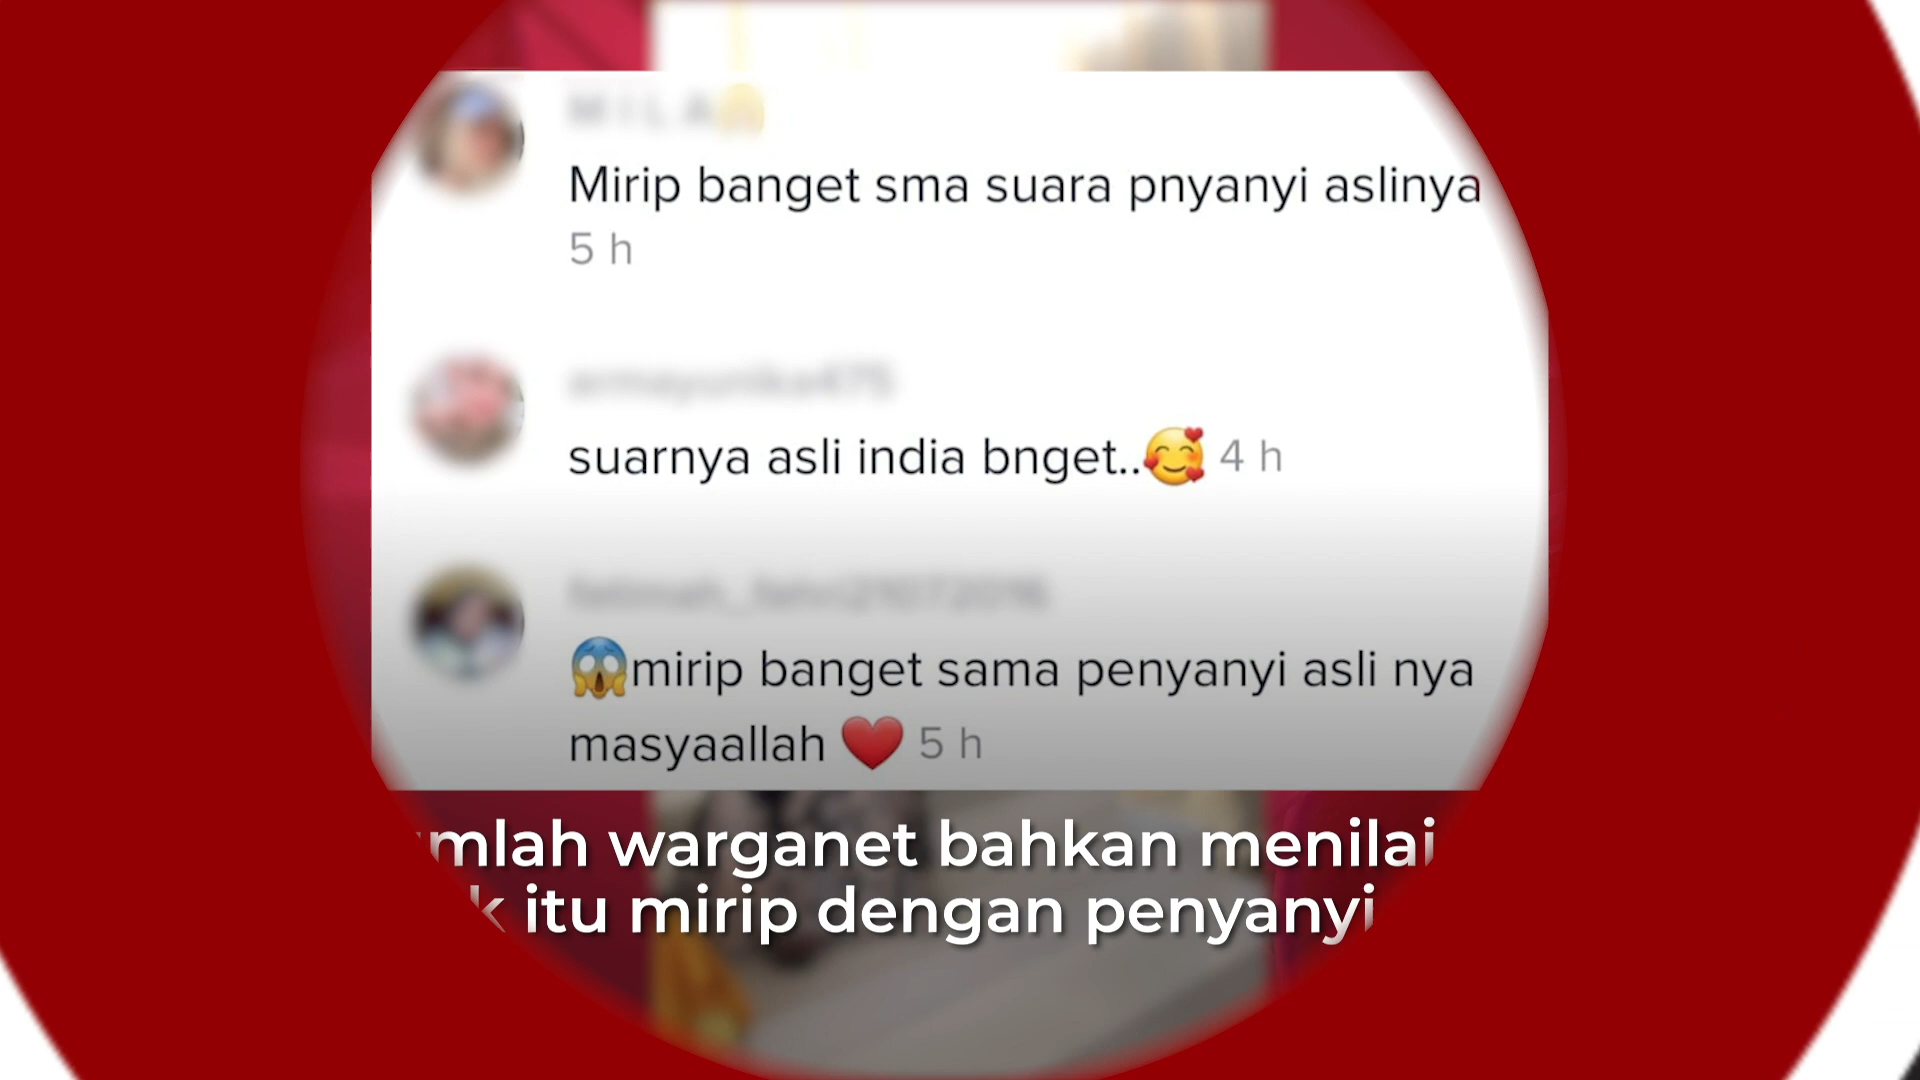 Mirip banget sma suara pnyanyi aslinya
5 h
suarnya asli india bnget..🥰 4 h
😱mirip banget sama penyanyi asli nya
masyaallah ❤️ 5 h
mlah warganet bahkan menilai
k itu mirip dengan penyanyi